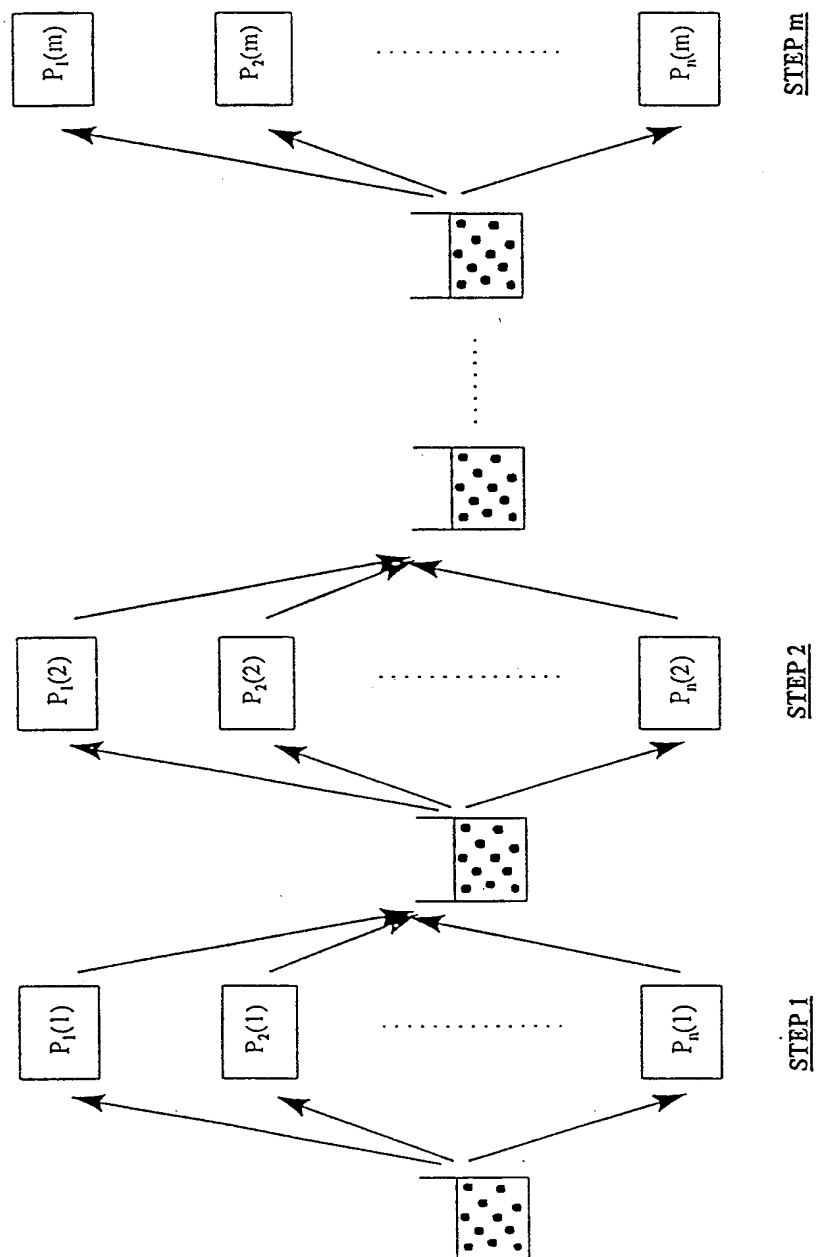 P₁(1)
P₂(1)
Pₙ(1)
STEP 1
P₁(2)
P₂(2)
Pₙ(2)
STEP 2
P₁(m)
P₂(m)
Pₙ(m)
STEP m